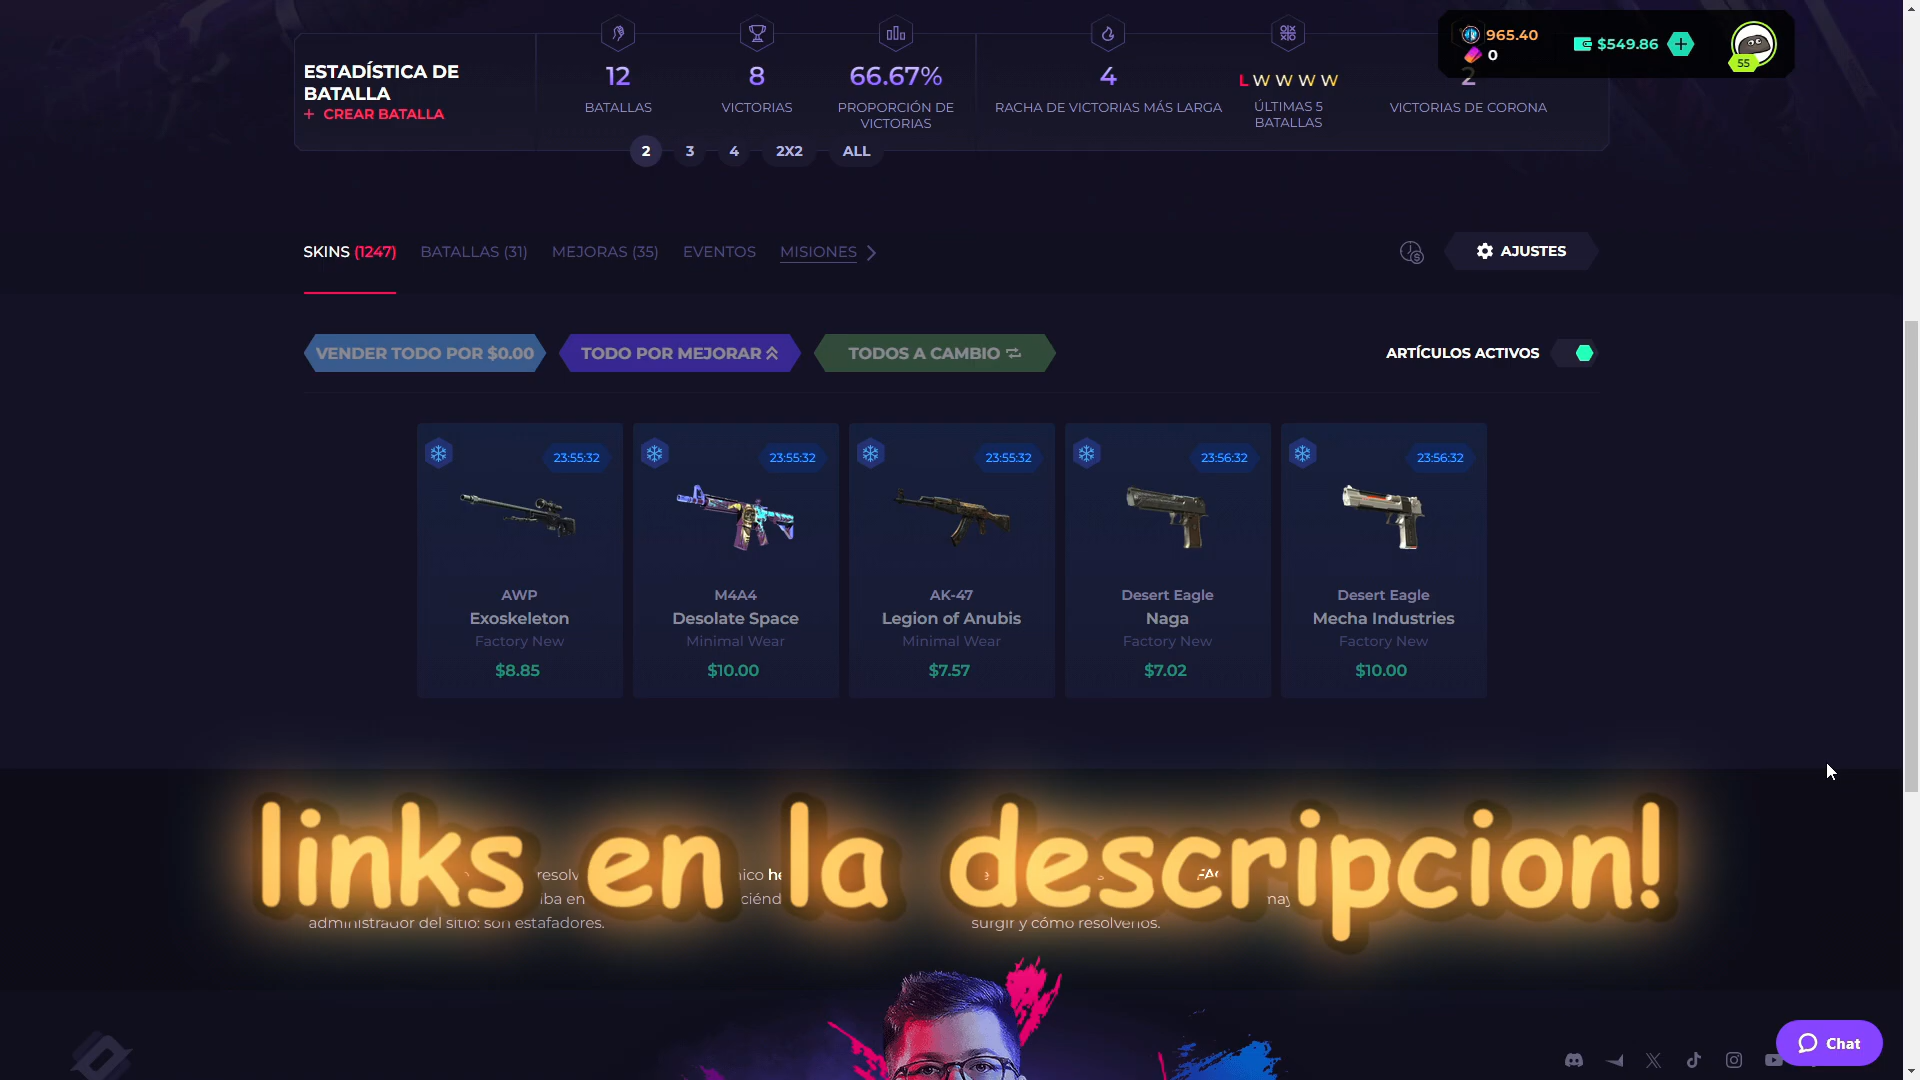 965.40
0
$549.86
55
ESTADÍSTICA DE
BATALLA
+ CREAR BATALLA
12
BATALLAS
8
VICTORIAS
66.67%
PROPORCIÓN DE
VICTORIAS
4
RACHA DE VICTORIAS MÁS LARGA
L W W W W
ÚLTIMAS 5
BATALLAS
2
VICTORIAS DE CORONA
2 3 4 2X2 ALL
SKINS (1247) BATALLAS (31) MEJORAS (35) EVENTOS MISIONES
AJUSTES
VENDER TODO POR $0.00
TODO POR MEJORAR
TODOS A CAMBIO
ARTÍCULOS ACTIVOS
23:55:32
AWP
Exoskeleton
Factory New
$8.85
23:55:32
M4A4
Desolate Space
Minimal Wear
$10.00
23:55:32
AK-47
Legion of Anubis
Minimal Wear
$7.57
23:56:32
Desert Eagle
Naga
Factory New
$7.02
23:56:32
Desert Eagle
Mecha Industries
Factory New
$10.00
links en la descripcion!
administrador del sitio: son estafadores.
surgir y cómo resolverlos.
Chat